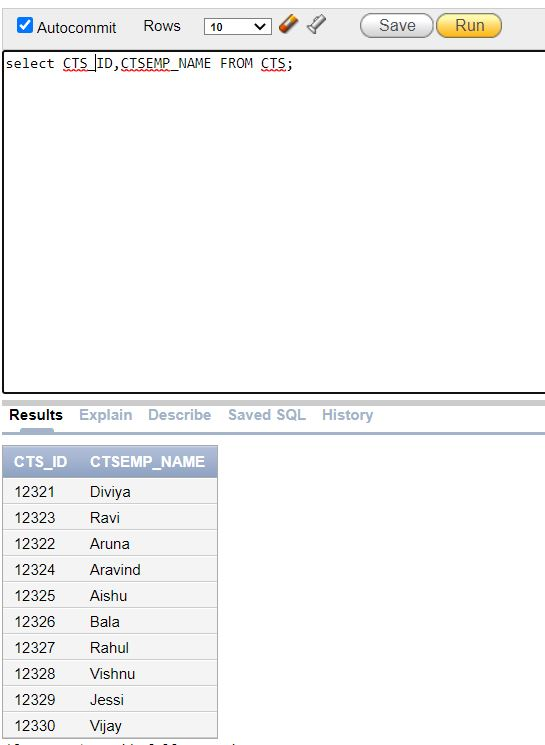 Autocommit Rows 10 Save Run
select CTS_ID,CTSEMP_NAME FROM CTS;
Results Explain Describe Saved SQL History
CTS_ID CTSEMP_NAME
12321 Diviya
12323 Ravi
12322 Aruna
12324 Aravind
12325 Aishu
12326 Bala
12327 Rahul
12328 Vishnu
12329 Jessi
12330 Vijay